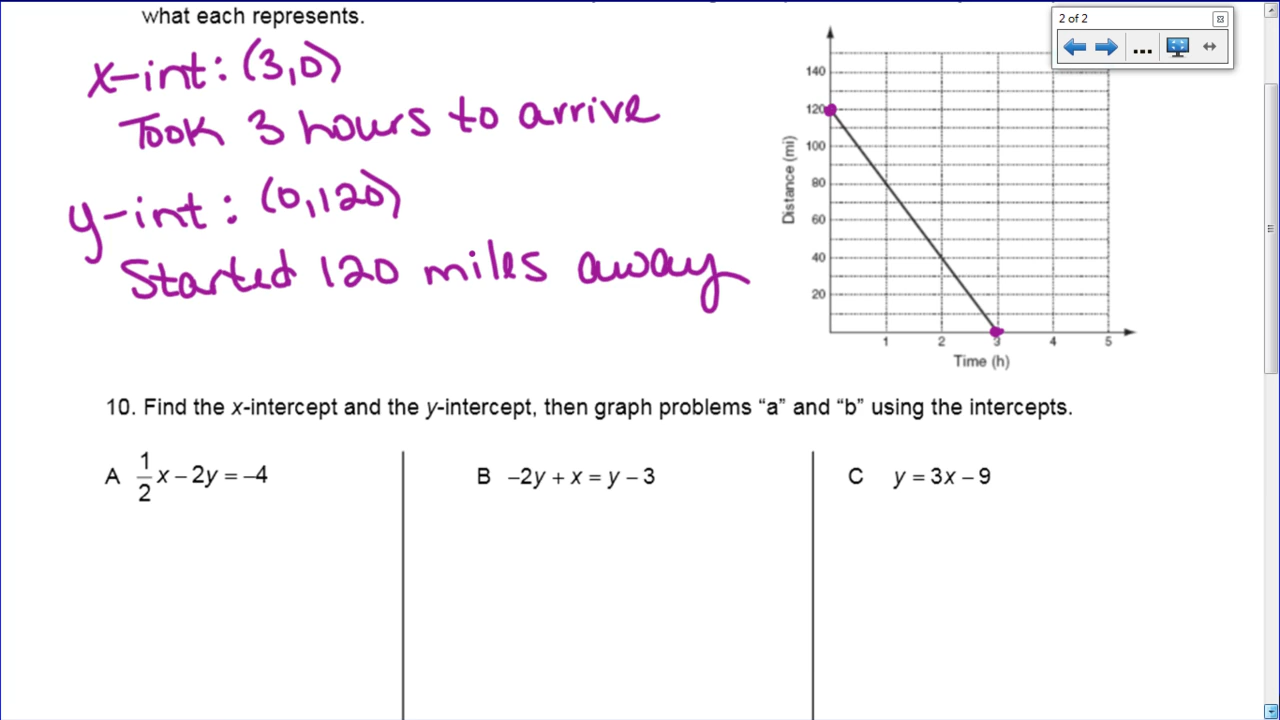 what each represents.
x-int: (3,0)
Took 3 hours to arrive
y-int: (0,120)
Started 120 miles away
2 of 2
...
140
120
100
80
60
40
20
Distance (mi)
1 2 3 4 5
Time (h)
10. Find the x-intercept and the y-intercept, then graph problems “a” and “b” using the intercepts.
A 1/2 x – 2y = –4
B –2y + x = y – 3
C y = 3x – 9